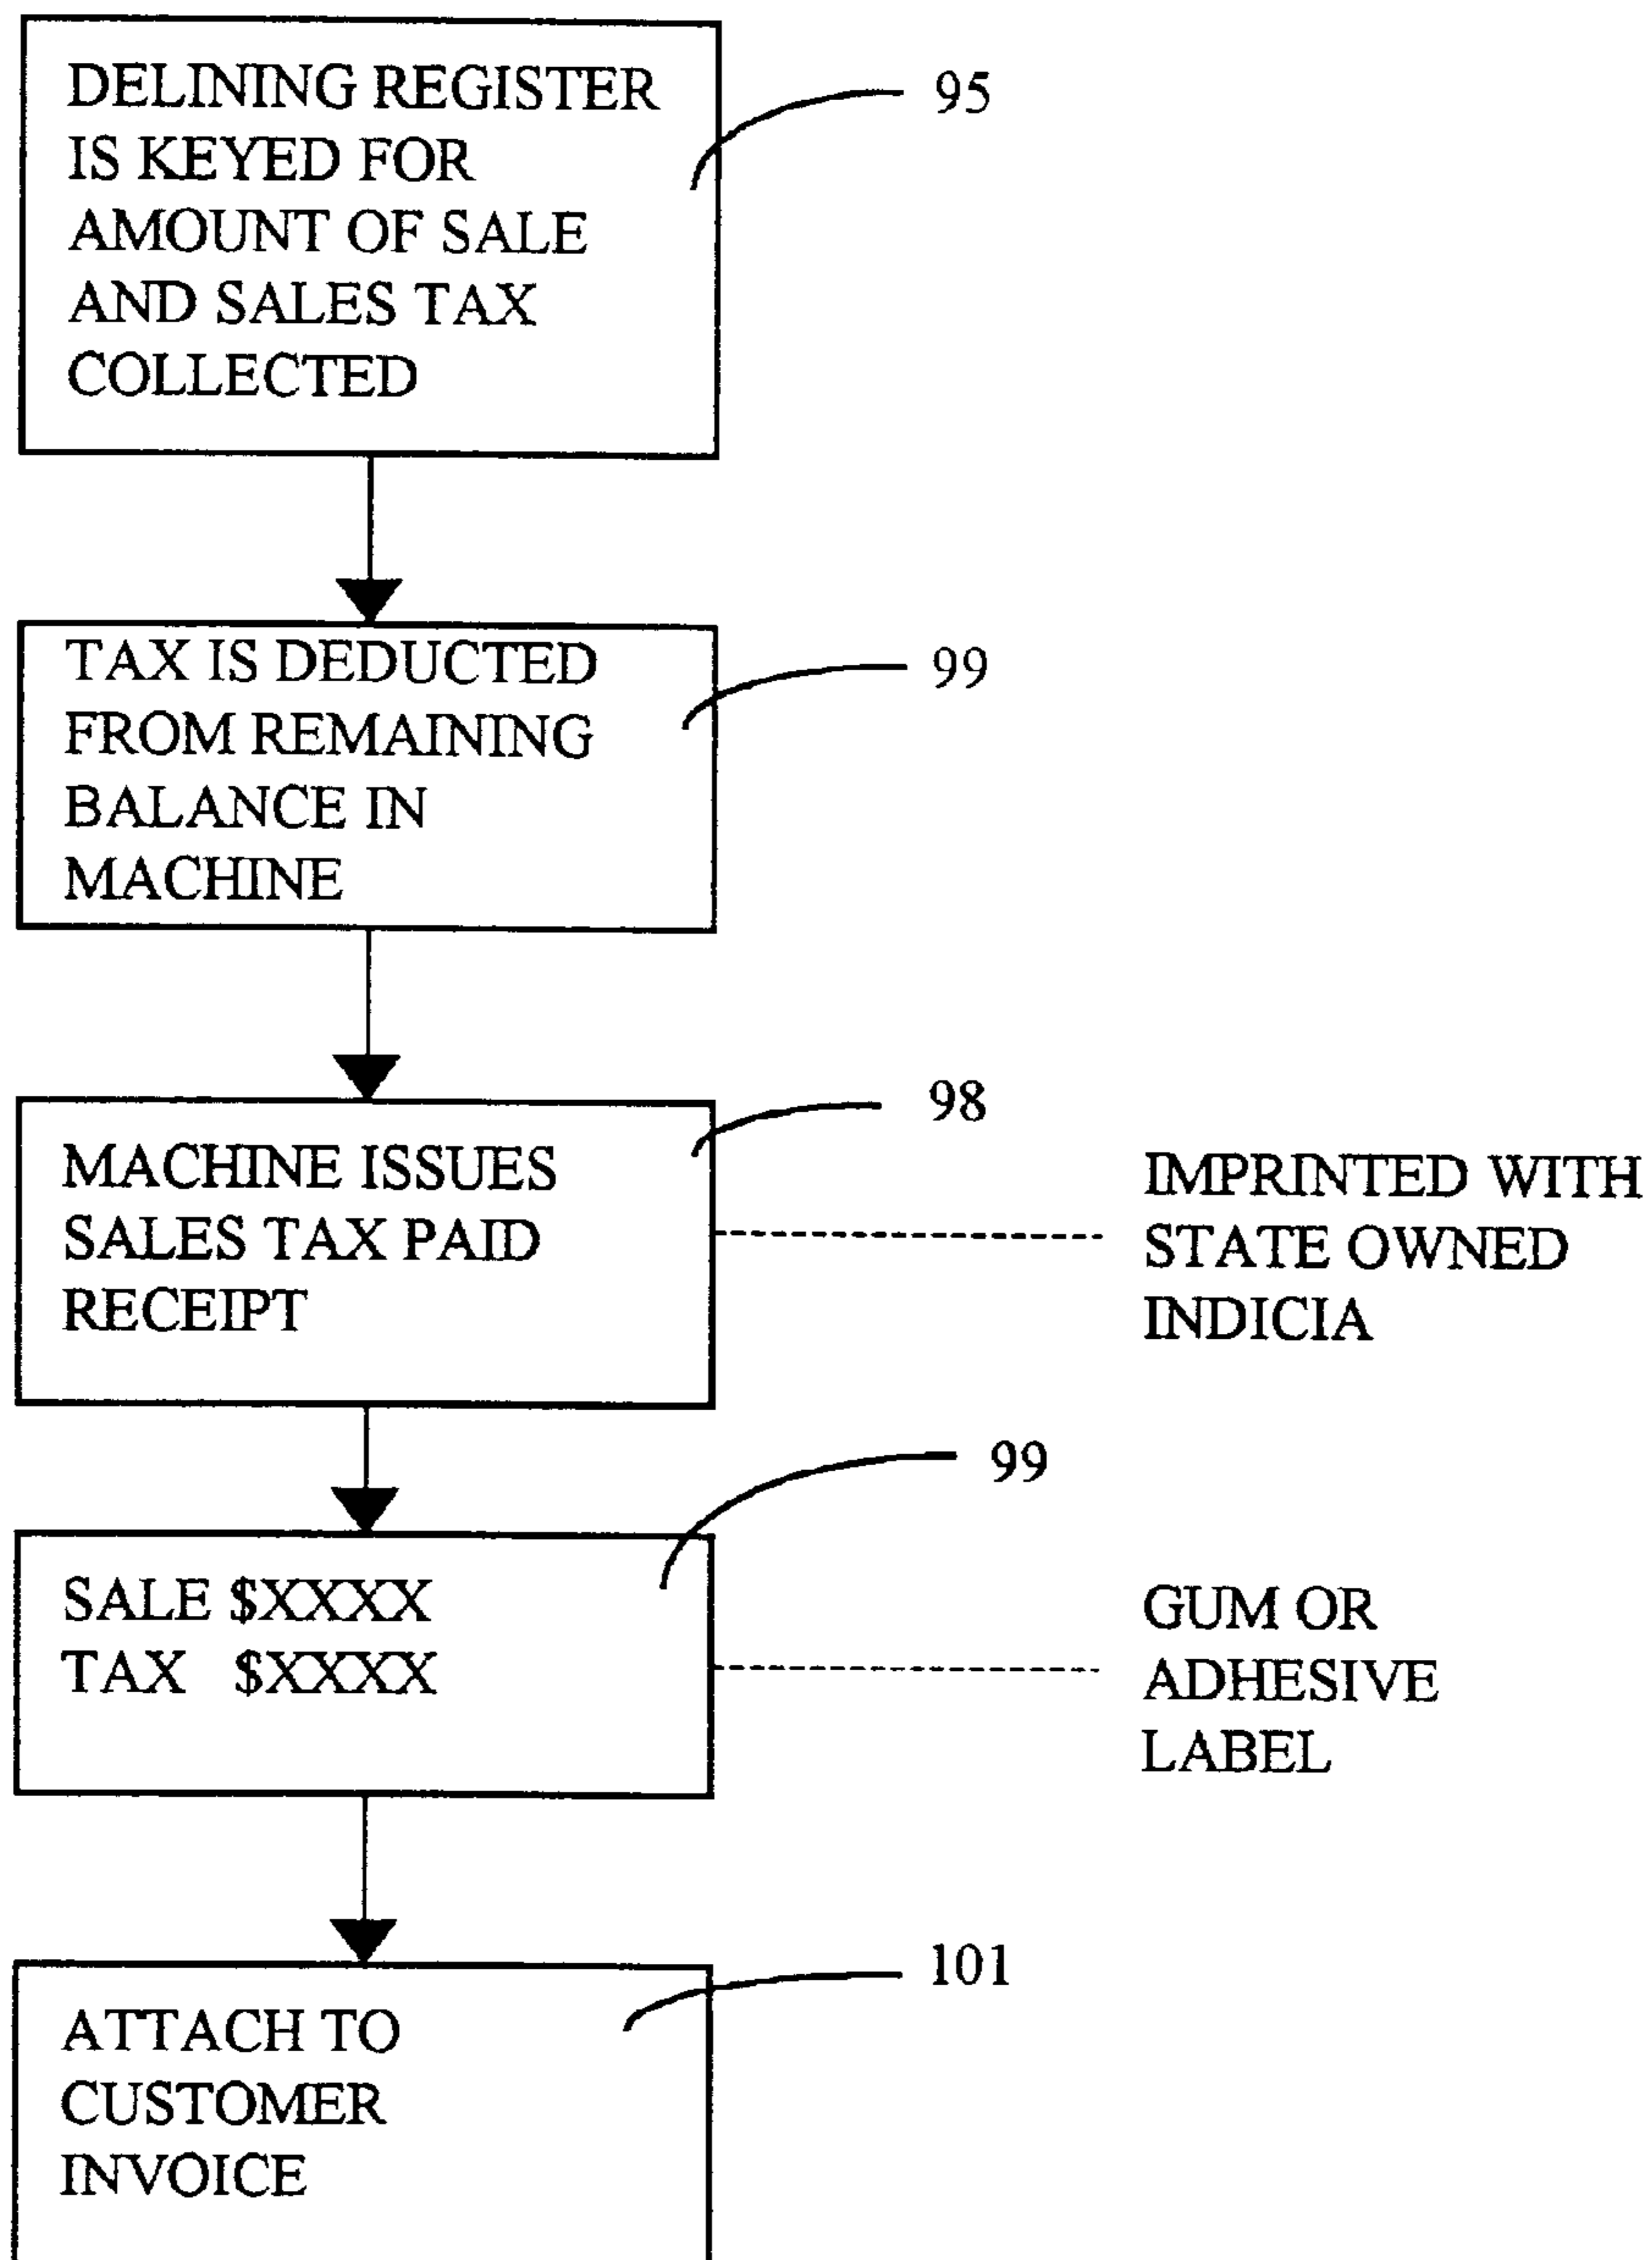 DELINING REGISTER
IS KEYED FOR
AMOUNT OF SALE
AND SALES TAX
COLLECTED
95
TAX IS DEDUCTED
FROM REMAINING
BALANCE IN
MACHINE
99
MACHINE ISSUES
SALES TAX PAID
RECEIPT
98
IMPRINTED WITH
STATE OWNED
INDICIA
SALE $XXXX
TAX $XXXX
99
GUM OR
ADHESIVE
LABEL
ATTACH TO
CUSTOMER
INVOICE
101